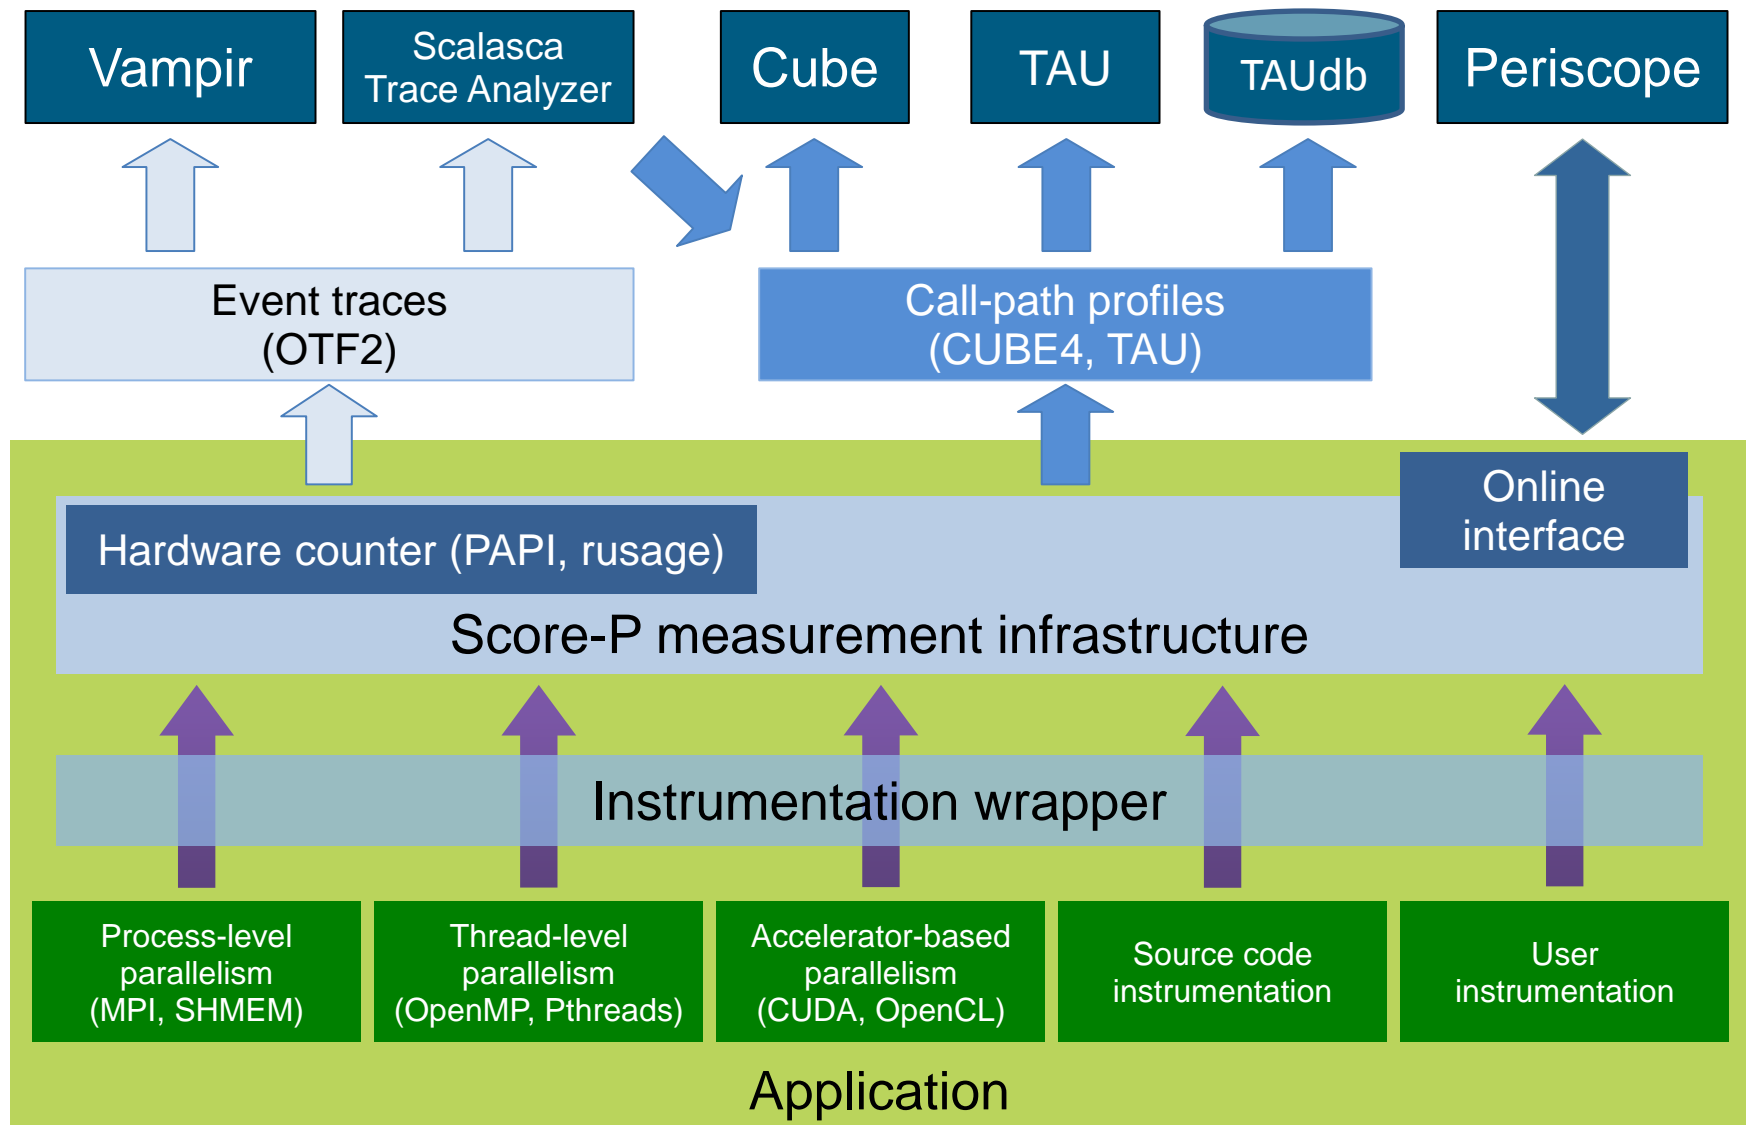 Vampir
Scalasca
Trace Analyzer
Cube
TAU
TAUdb
Periscope
Event traces
(OTF2)
Call-path profiles
(CUBE4, TAU)
Online
interface
Hardware counter (PAPI, rusage)
Score-P measurement infrastructure
Instrumentation wrapper
Process-level
parallelism
(MPI, SHMEM)
Thread-level
parallelism
(OpenMP, Pthreads)
Accelerator-based
parallelism
(CUDA, OpenCL)
Source code
instrumentation
User
instrumentation
Application